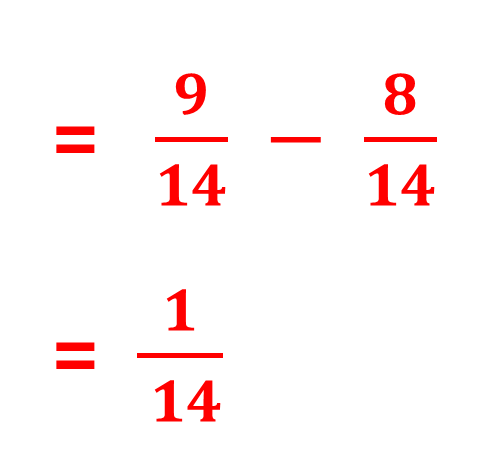 = 9/14 − 8/14
= 1/14